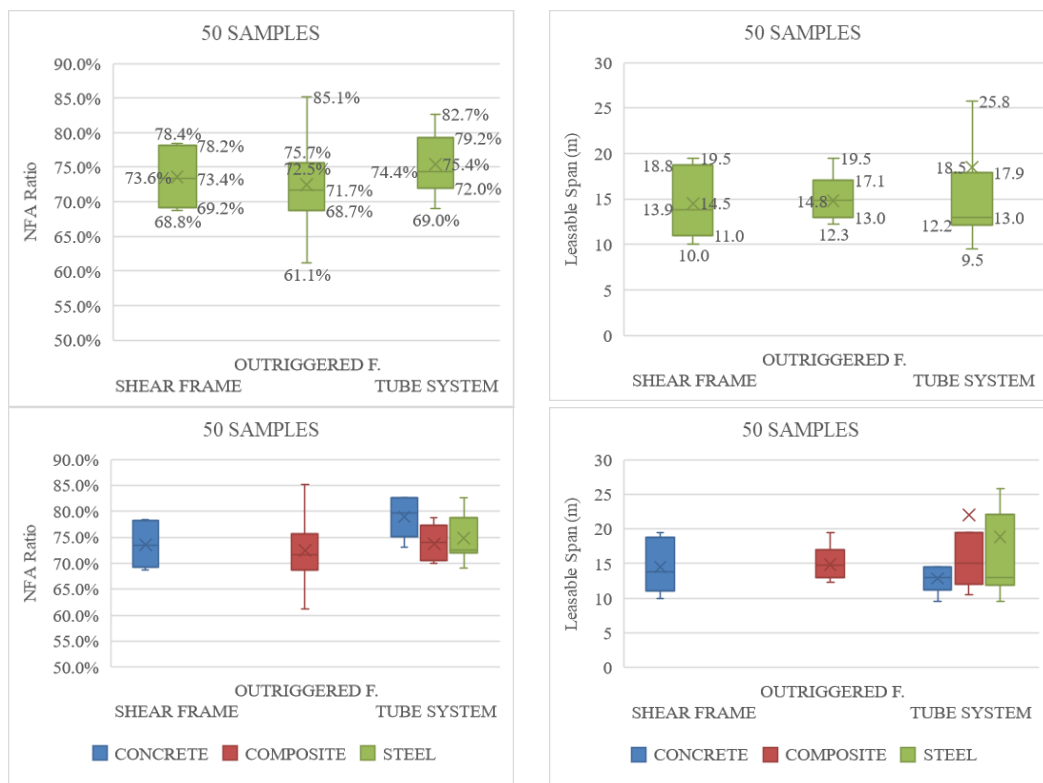 50 SAMPLES
NFA Ratio
90.0%
85.0%
80.0%
75.0%
70.0%
65.0%
60.0%
55.0%
50.0%
78.4%
78.2%
73.6%
73.4%
69.2%
68.8%
85.1%
75.7%
72.5%
71.7%
68.7%
61.1%
82.7%
79.2%
74.4%
75.4%
72.0%
69.0%
OUTRIGGERED F.
SHEAR FRAME
TUBE SYSTEM
50 SAMPLES
Leasable Span (m)
30
25
20
15
10
5
0
18.8
19.5
13.9
14.5
11.0
10.0
19.5
17.1
14.8
13.0
12.3
25.8
18.5
17.9
12.2
13.0
9.5
OUTRIGGERED F.
SHEAR FRAME
TUBE SYSTEM
50 SAMPLES
NFA Ratio
90.0%
85.0%
80.0%
75.0%
70.0%
65.0%
60.0%
55.0%
50.0%
OUTRIGGERED F.
SHEAR FRAME
TUBE SYSTEM
CONCRETE
COMPOSITE
STEEL
50 SAMPLES
Leasable Span (m)
30
25
20
15
10
5
0
OUTRIGGERED F.
SHEAR FRAME
TUBE SYSTEM
CONCRETE
COMPOSITE
STEEL